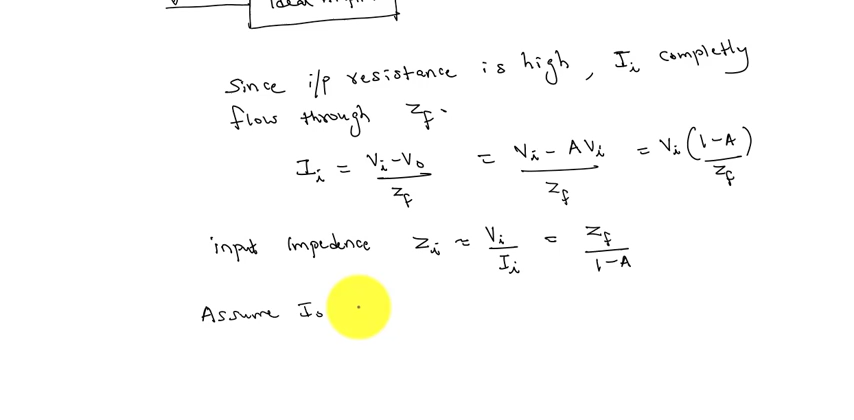 Since i/p resistance is high, Ii completly
flow through Zf.
Ii = Vi - Vo / Zf = Vi - AVi / Zf = Vi (1-A / Zf)
input impedence Zi = Vi / Ii = Zf / 1-A
Assume Io